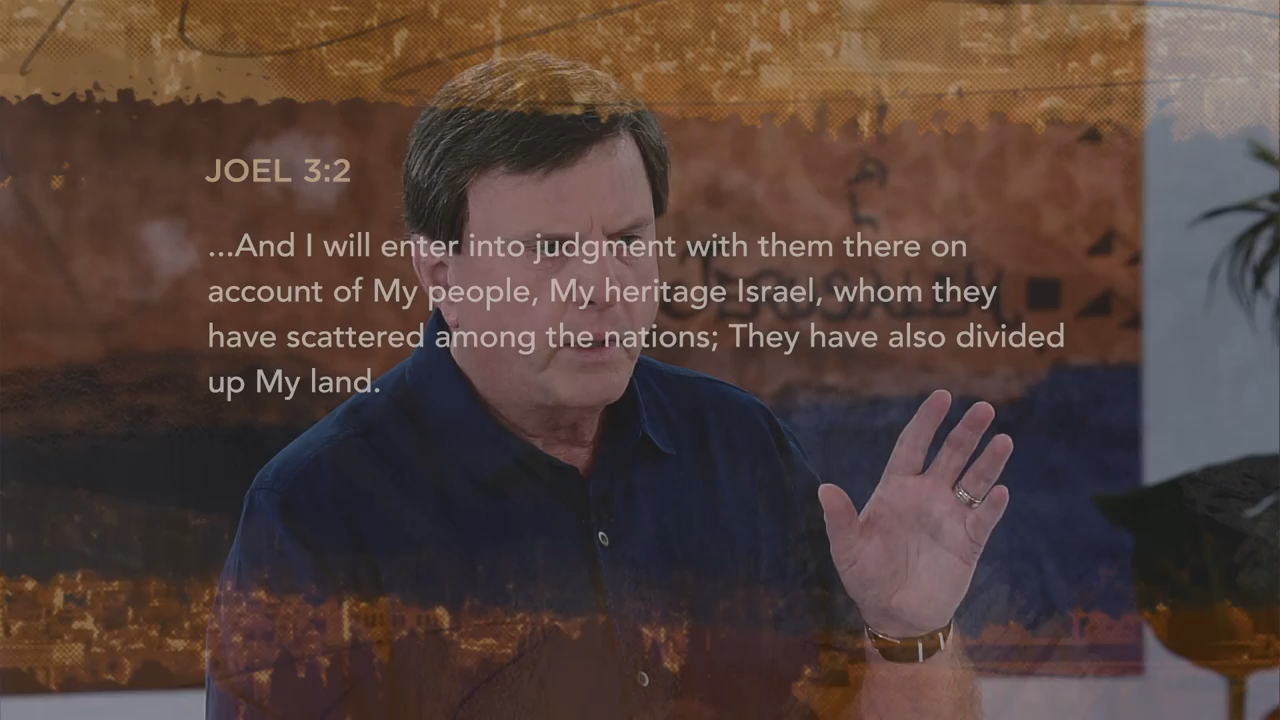 JOEL 3:2
...And I will enter into judgment with them there on
account of My people, My heritage Israel, whom they
have scattered among the nations; They have also divided
up My land.
JERUSALEM